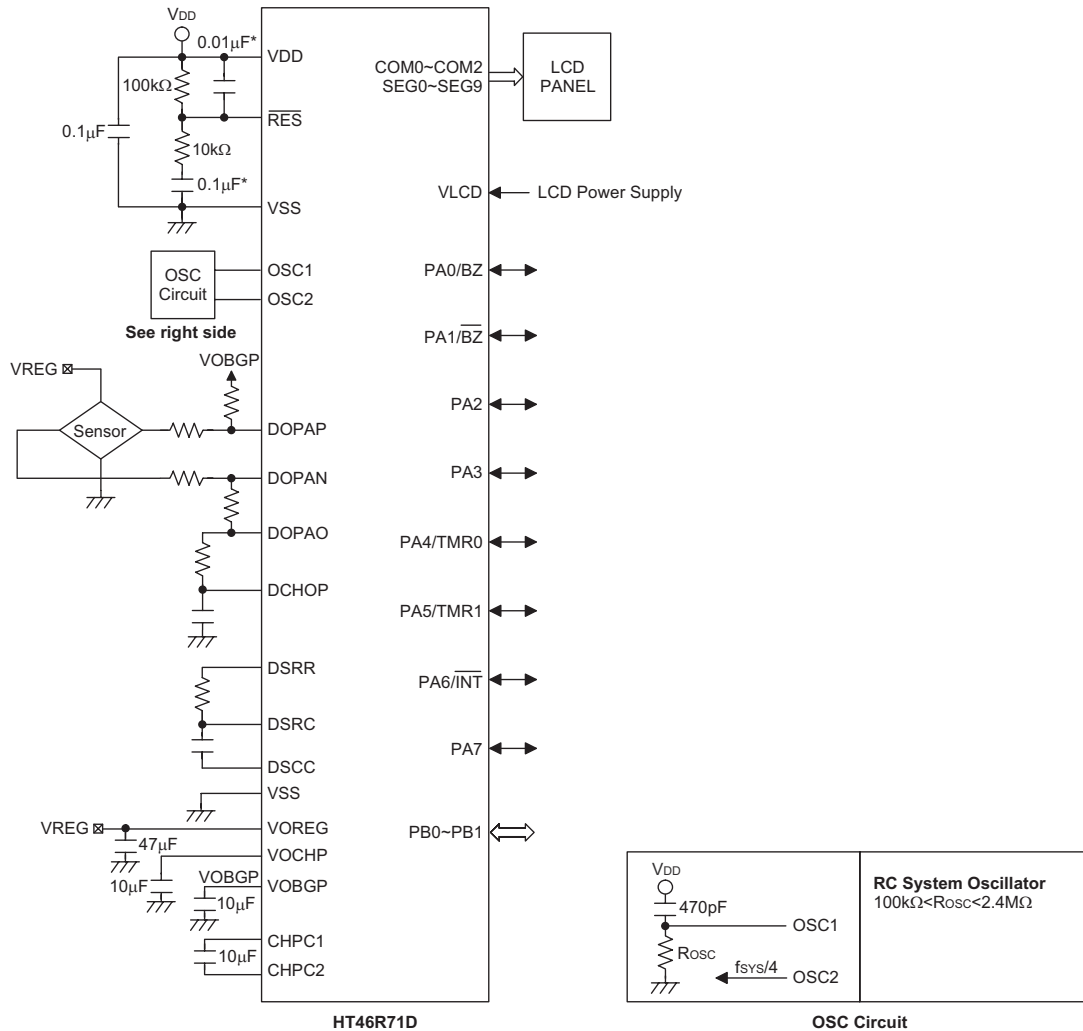 VDD
0.01μF*
VDD
100kΩ
RES
0.1μF
10kΩ
0.1μF*
VSS
OSC
Circuit
OSC1
OSC2
See right side
VREG
VOBGP
Sensor
DOPAP
DOPAN
DOPAO
DCHOP
DSRR
DSRC
DSCC
VSS
VREG
VOREG
47μF
VOCHP
10μF
VOBGP
VOBGP
10μF
CHPC1
10μF
CHPC2
COM0~COM2
SEG0~SEG9
LCD
PANEL
VLCD
LCD Power Supply
PA0/BZ
PA1/BZ
PA2
PA3
PA4/TMR0
PA5/TMR1
PA6/INT
PA7
PB0~PB1
HT46R71D
VDD
470pF
OSC1
ROSC
fSYS/4
OSC2
RC System Oscillator
100kΩ<ROSC<2.4MΩ
OSC Circuit